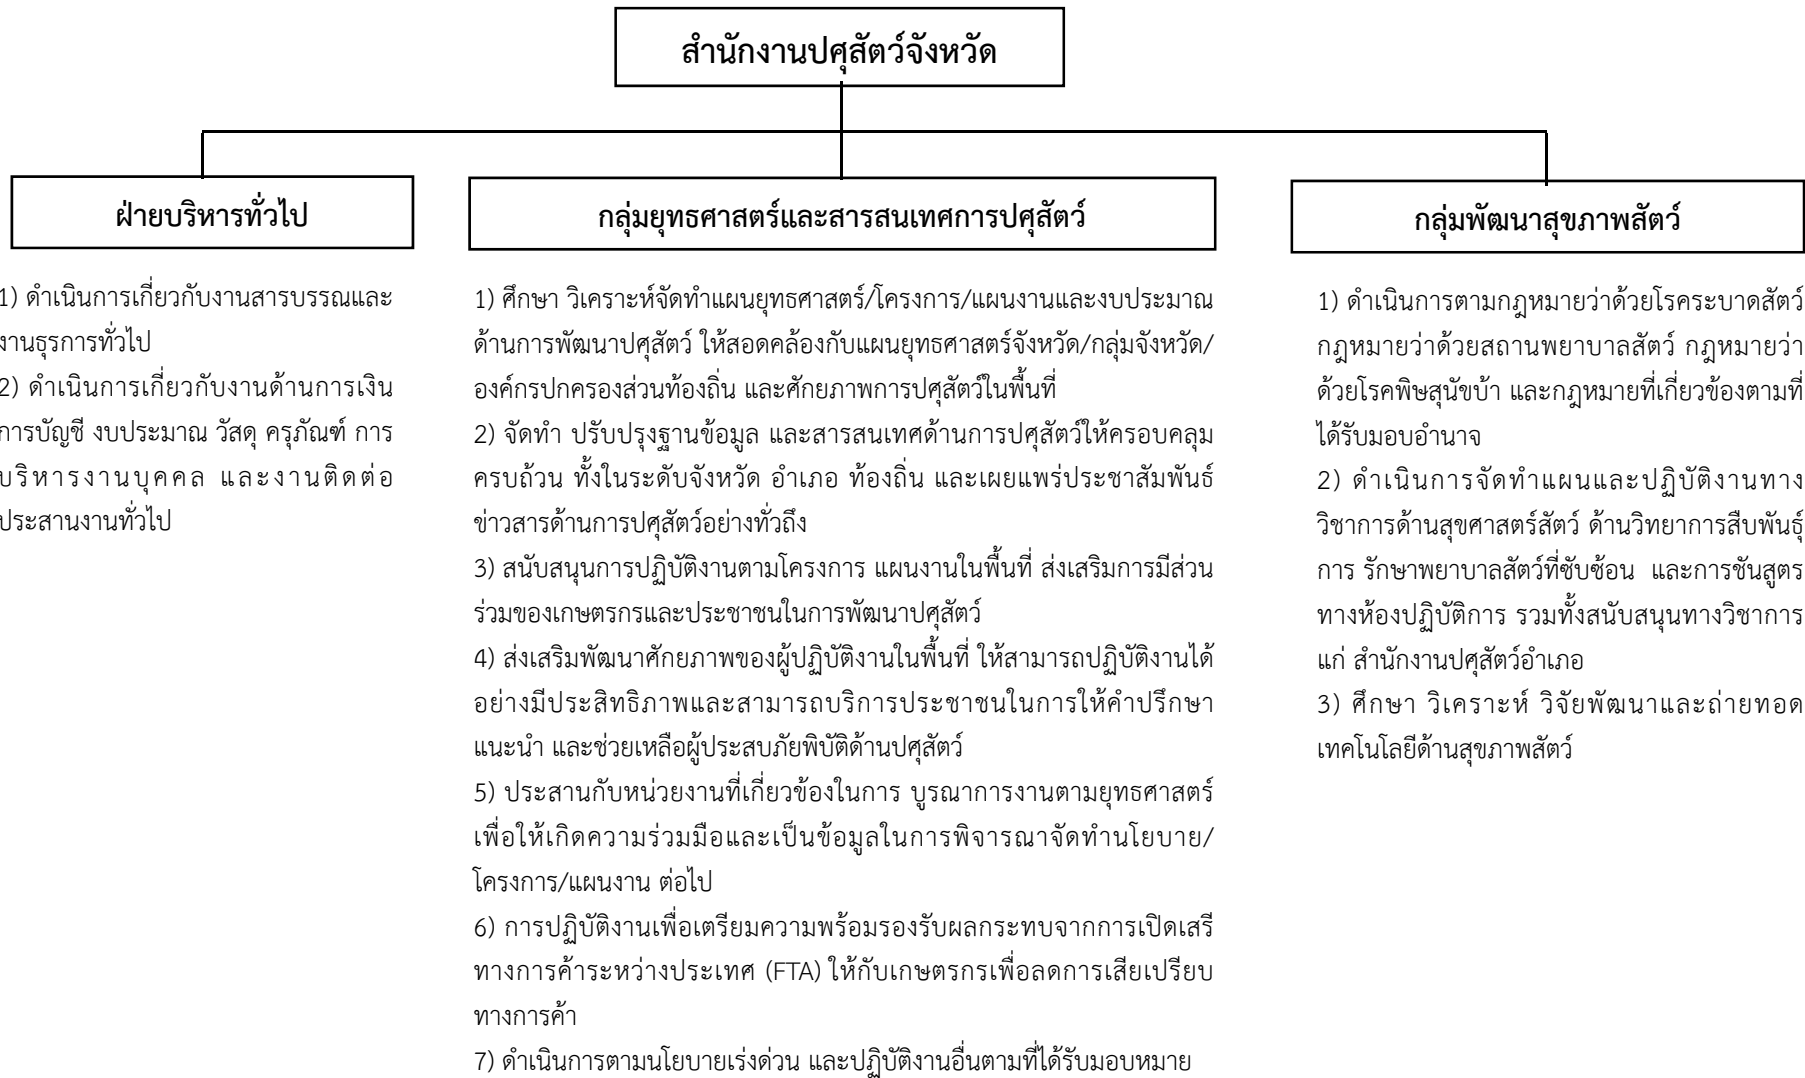 สำนักงานปศุสัตว์จังหวัด
ฝ่ายบริหารทั่วไป
1) ดำเนินการเกี่ยวกับงานสารบรรณและ
งานธุรการทั่วไป
2) ดำเนินการเกี่ยวกับงานด้านการเงิน
การบัญชี งบประมาณ วัสดุ ครุภัณฑ์ การ
บริหารงานบุคคล และงานติดต่อ
ประสานงานทั่วไป
กลุ่มยุทธศาสตร์และสารสนเทศการปศุสัตว์
1) ศึกษา วิเคราะห์จัดทำแผนยุทธศาสตร์/โครงการ/แผนงานและงบประมาณ
ด้านการพัฒนาปศุสัตว์ ให้สอดคล้องกับแผนยุทธศาสตร์จังหวัด/กลุ่มจังหวัด/
องค์กรปกครองส่วนท้องถิ่น และศักยภาพการปศุสัตว์ในพื้นที่
2) จัดทำ ปรับปรุงฐานข้อมูล และสารสนเทศด้านการปศุสัตว์ให้ครอบคลุม
ครบถ้วน ทั้งในระดับจังหวัด อำเภอ ท้องถิ่น และเผยแพร่ประชาสัมพันธ์
ข่าวสารด้านการปศุสัตว์อย่างทั่วถึง
3) สนับสนุนการปฏิบัติงานตามโครงการ แผนงานในพื้นที่ ส่งเสริมการมีส่วน
ร่วมของเกษตรกรและประชาชนในการพัฒนาปศุสัตว์
4) ส่งเสริมพัฒนาศักยภาพของผู้ปฏิบัติงานในพื้นที่ ให้สามารถปฏิบัติงานได้
อย่างมีประสิทธิภาพและสามารถบริการประชาชนในการให้คำปรึกษา
แนะนำ และช่วยเหลือผู้ประสบภัยพิบัติด้านปศุสัตว์
5) ประสานกับหน่วยงานที่เกี่ยวข้องในการ บูรณาการงานตามยุทธศาสตร์
เพื่อให้เกิดความร่วมมือและเป็นข้อมูลในการพิจารณาจัดทำนโยบาย/
โครงการ/แผนงาน ต่อไป
6) การปฏิบัติงานเพื่อเตรียมความพร้อมรองรับผลกระทบจากการเปิดเสรี
ทางการค้าระหว่างประเทศ (FTA) ให้กับเกษตรกรเพื่อลดการเสียเปรียบ
ทางการค้า
7) ดำเนินการตามนโยบายเร่งด่วน และปฏิบัติงานอื่นตามที่ได้รับมอบหมาย
กลุ่มพัฒนาสุขภาพสัตว์
1) ดำเนินการตามกฎหมายว่าด้วยโรคระบาดสัตว์
กฎหมายว่าด้วยสถานพยาบาลสัตว์ กฎหมายว่า
ด้วยโรคพิษสุนัขบ้า และกฎหมายที่เกี่ยวข้องตามที่
ได้รับมอบอำนาจ
2) ดำเนินการจัดทำแผนและปฏิบัติงานทาง
วิชาการด้านสุขศาสตร์สัตว์ ด้านวิทยาการสืบพันธุ์
การ รักษาพยาบาลสัตว์ที่ซับซ้อน และการชันสูตร
ทางห้องปฏิบัติการ รวมทั้งสนับสนุนทางวิชาการ
แก่ สำนักงานปศุสัตว์อำเภอ
3) ศึกษา วิเคราะห์ วิจัยพัฒนาและถ่ายทอด
เทคโนโลยีด้านสุขภาพสัตว์